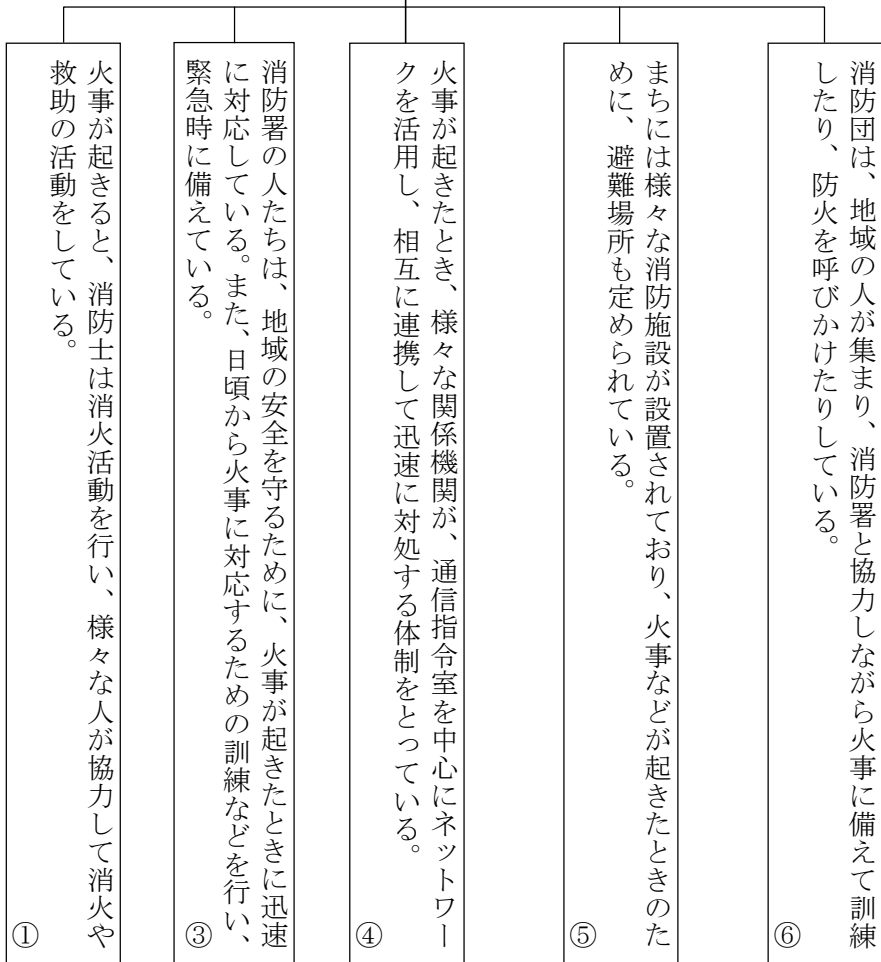 消防団は、地域の人が集まり、消防署と協力しながら火事に備えて訓練
したり、防火を呼びかけたりしている。
⑥
まちには様々な消防施設が設置されており、火事などが起きたときのた
めに、避難場所も定められている。
⑤
火事が起きたとき、様々な関係機関が、通信指令室を中心にネットワー
クを活用し、相互に連携して迅速に対処する体制をとっている。
④
消防署の人たちは、地域の安全を守るために、火事が起きたときに迅速
に対応している。また、日頃から火事に対応するための訓練などを行い、
緊急時に備えている。
③
火事が起きると、消防士は消火活動を行い、様々な人が協力して消火や
救助の活動をしている。
①